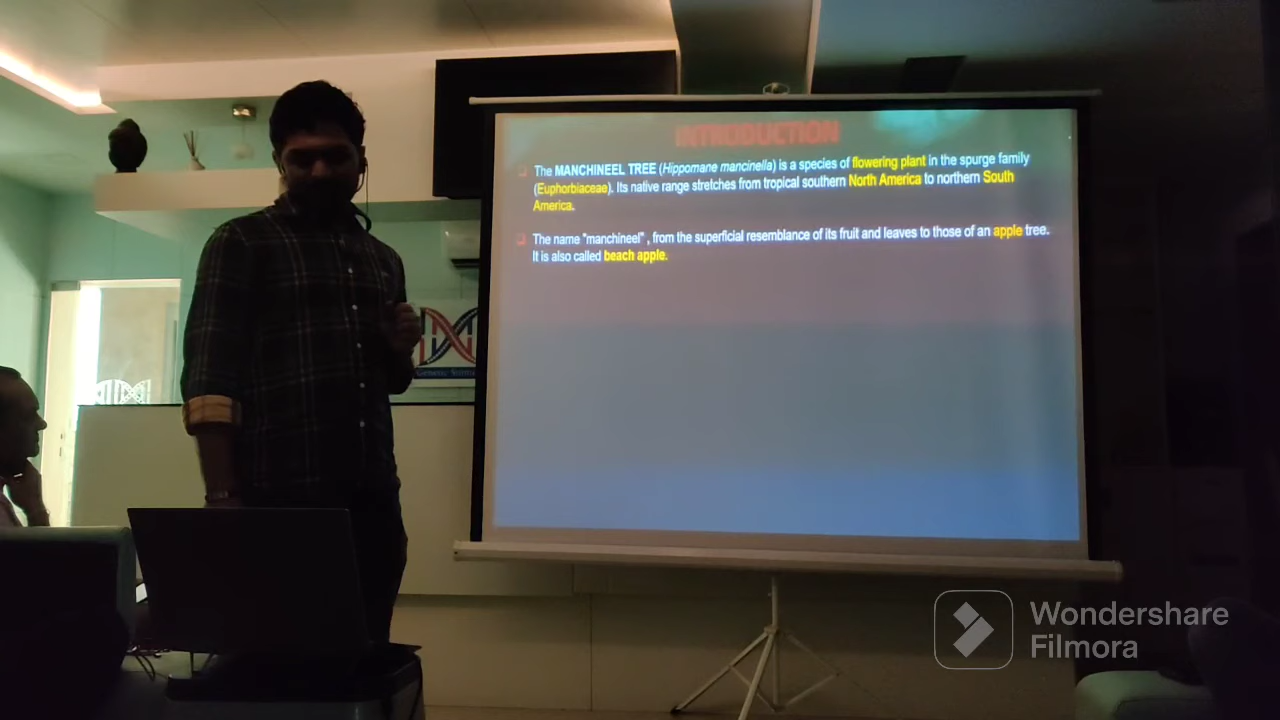 INTRODUCTION
The MANCHINEEL TREE (Hippomane mancinella) is a species of flowering plant in the spurge family
(Euphorbiaceae). Its native range stretches from tropical southern North America to northern South
America.
The name "manchineel" , from the superficial resemblance of its fruit and leaves to those of an apple tree.
It is also called beach apple.
Wondershare
Filmora